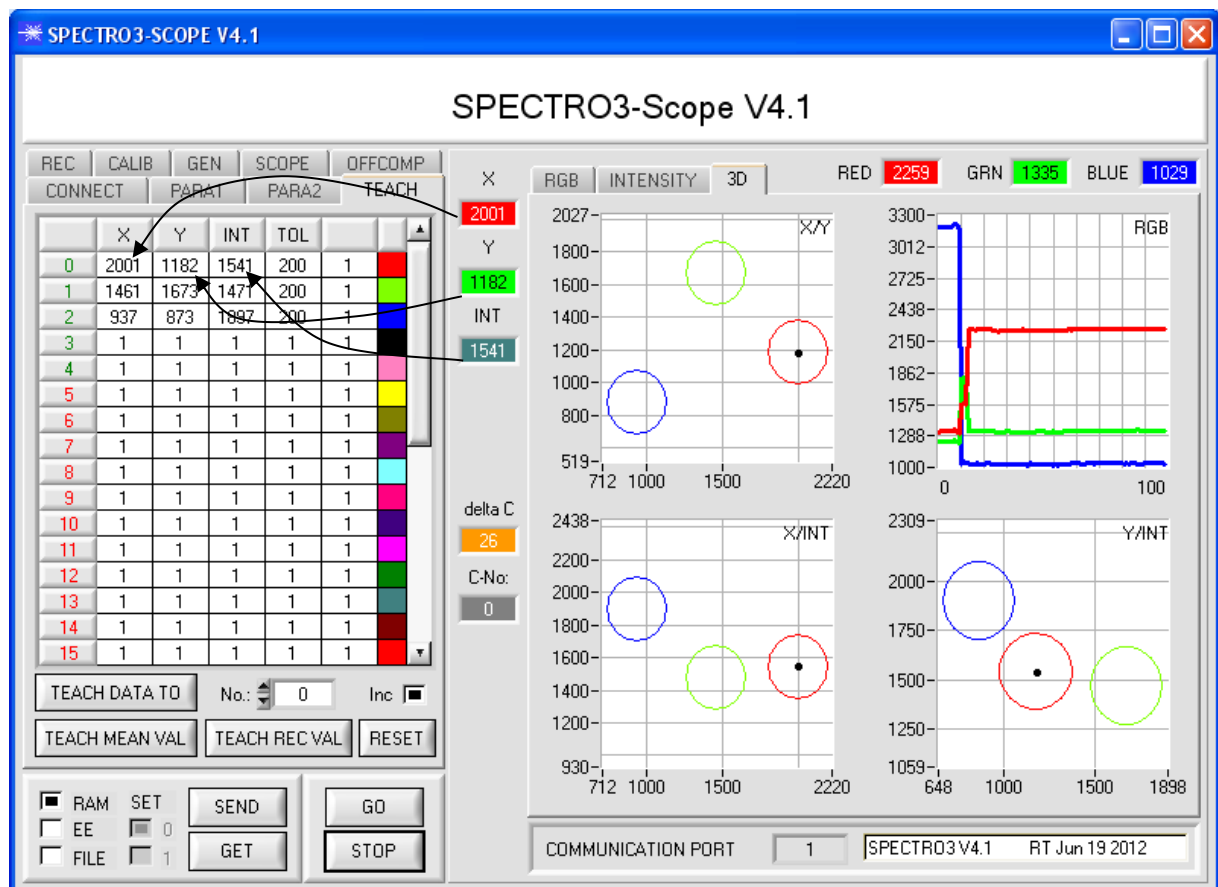 SPECTRO3-SCOPE V4.1
SPECTRO3-Scope V4.1
REC CALIB GEN SCOPE OFFCOMP
CONNECT PARA1 PARA2 TEACH
X Y INT TOL
0 2001 1182 1541 200 1
1 1461 1673 1471 200 1
2 937 873 1897 200 1
3 1 1 1 1 1
4 1 1 1 1 1
5 1 1 1 1 1
6 1 1 1 1 1
7 1 1 1 1 1
8 1 1 1 1 1
9 1 1 1 1 1
10 1 1 1 1 1
11 1 1 1 1 1
12 1 1 1 1 1
13 1 1 1 1 1
14 1 1 1 1 1
15 1 1 1 1 1
TEACH DATA TO No.: 0 Inc
TEACH MEAN VAL TEACH REC VAL RESET
RAM SET SEND GO
EE 0
FILE 1 GET STOP
X
2001
Y
1182
INT
1541
delta C
26
C-No:
0
RGB INTENSITY 3D
RED 2259 GRN 1335 BLUE 1029
X/Y
2027
1800
1600
1400
1200
1000
800
519
712 1000 1500 2220
RGB
3300
3012
2725
2438
2150
1862
1575
1288
1000
0 100
X/INT
2438
2200
2000
1800
1600
1400
1200
930
712 1000 1500 2220
Y/INT
2309
2000
1750
1500
1250
1059
648 1000 1500 1898
COMMUNICATION PORT 1 SPECTRO3 V4.1 RT Jun 19 2012